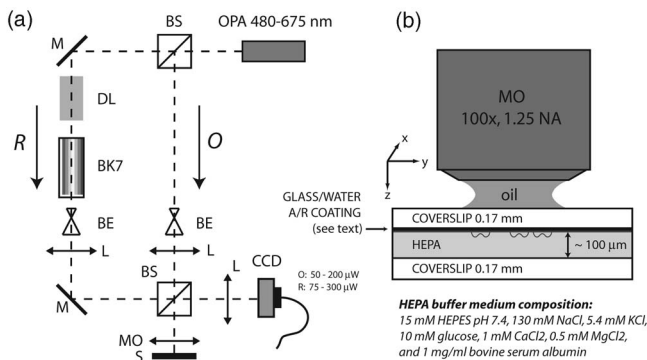 (a)
BS
OPA 480-675 nm
M
DL
R
O
BK7
BE
BE
L
L
BS
L
CCD
O: 50 - 200 µW
R: 75 - 300 µW
M
MO
S
(b)
MO
100x, 1.25 NA
x
y
z
oil
GLASS/WATER
A/R COATING
(see text)
COVERSLIP 0.17 mm
HEPA
~ 100 µm
COVERSLIP 0.17 mm
HEPA buffer medium composition:
15 mM HEPES pH 7.4, 130 mM NaCl, 5.4 mM KCl,
10 mM glucose, 1 mM CaCl2, 0.5 mM MgCl2,
and 1 mg/ml bovine serum albumin